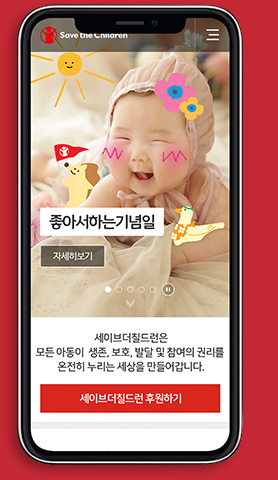 Save the Children
좋아서하는기념일
자세히보기
세이브더칠드런은
모든 아동이 생존, 보호, 발달 및 참여의 권리를
온전히 누리는 세상을 만들어갑니다.
세이브더칠드런 후원하기